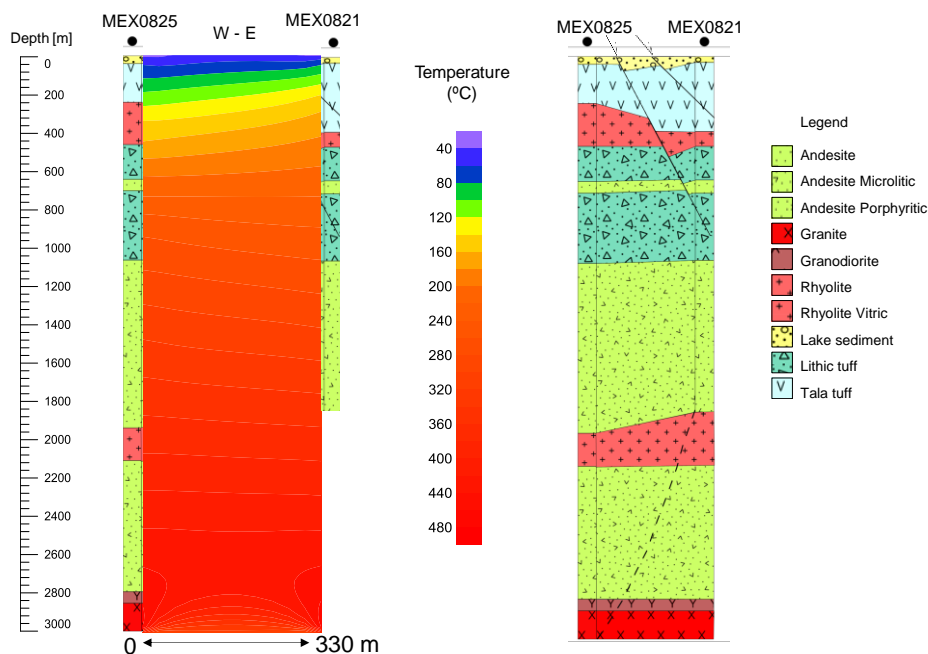 MEX0825
MEX0821
Depth [m]
W - E
0
200
400
600
800
1000
1200
1400
1600
1800
2000
2200
2400
2600
2800
3000
0
330 m
Temperature
(ºC)
40
80
120
160
200
240
280
320
360
400
440
480
MEX0825
MEX0821
Legend
Andesite
Andesite Microlitic
Andesite Porphyritic
Granite
Granodiorite
Rhyolite
Rhyolite Vitric
Lake sediment
Lithic tuff
Tala tuff